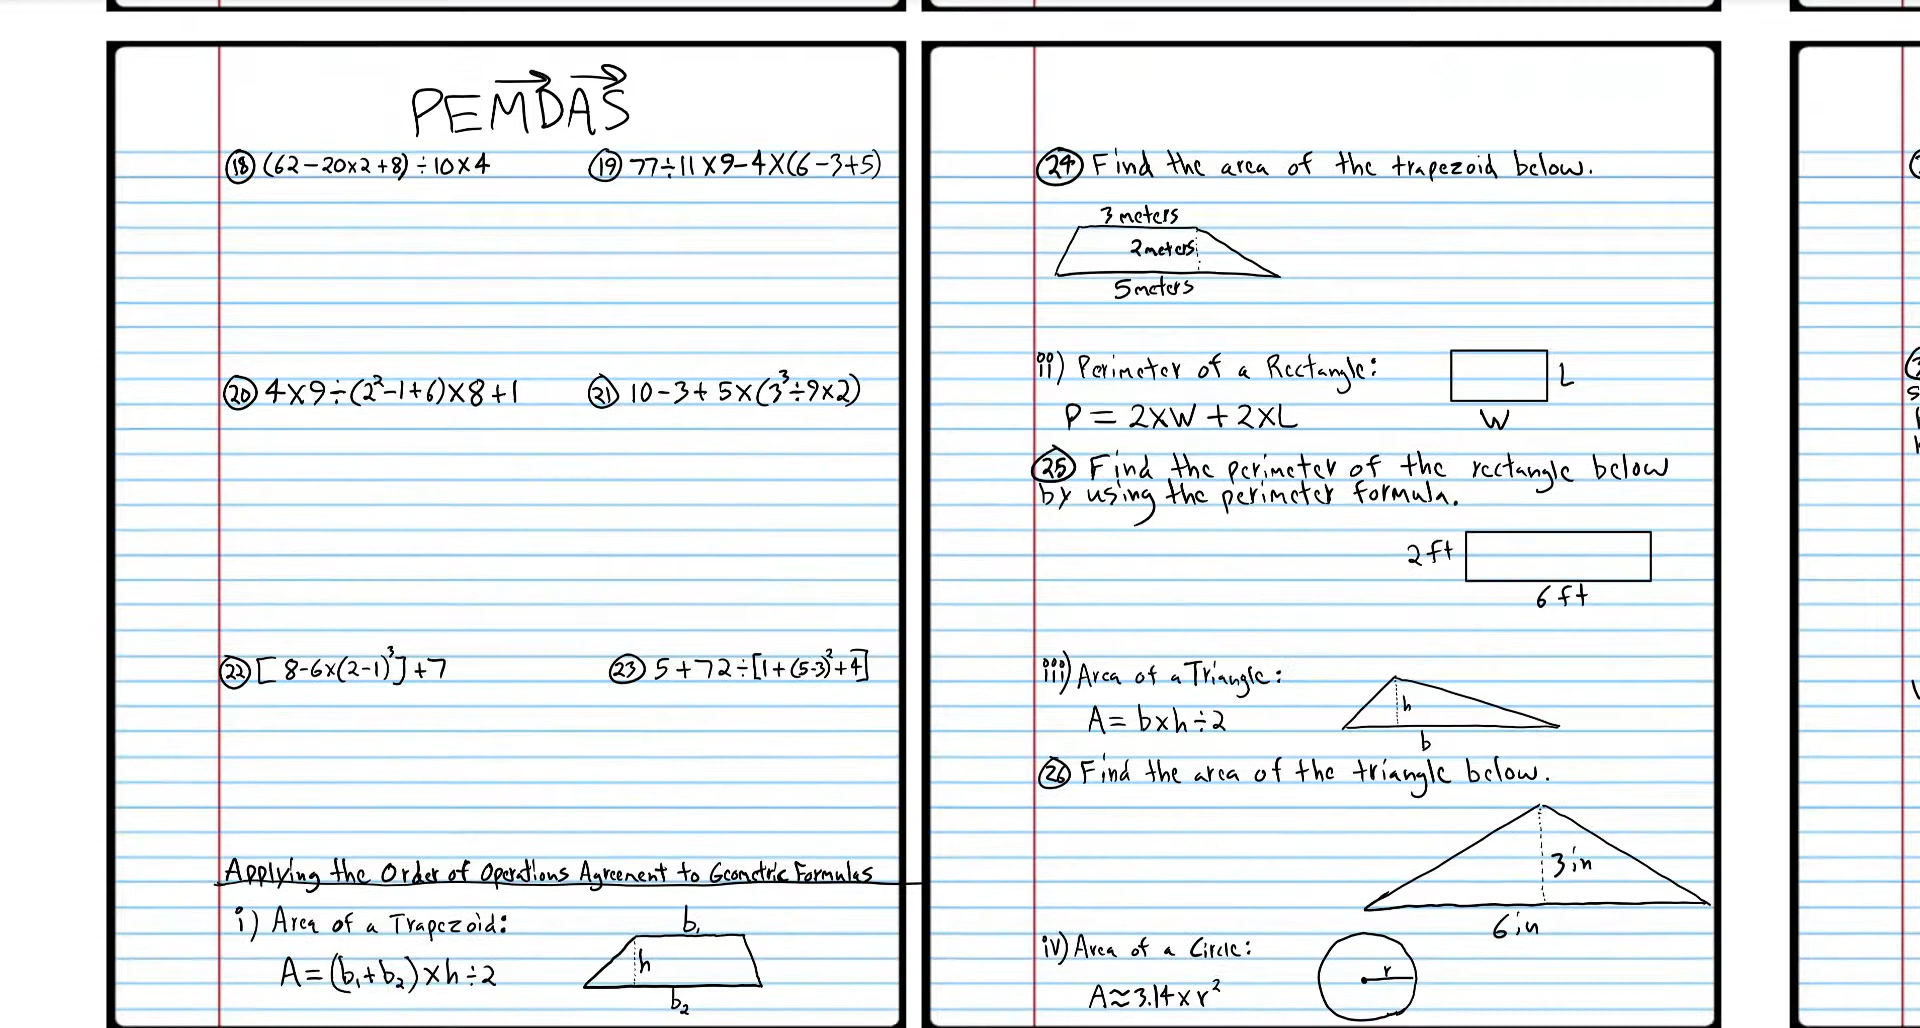 PEMDAS
18 (62-20×2+8)÷10×4
19 77÷11×9-4×(6-3+5)
20 4×9÷(2²-1+6)×8+1
21 10-3+5×(3³÷9×2)
22 [8-6×(2-1)³]+7
23 5+72÷[1+(5-3)²+4]
Applying the Order of Operations Agreement to Geometric Formulas
i) Area of a Trapezoid:
A=(b₁+b₂)×h÷2
b₁
h
b₂
24 Find the area of the trapezoid below.
3 meters
2 meters
5 meters
ii) Perimeter of a Rectangle:
P=2×W+2×L
L
W
25 Find the perimeter of the rectangle below
by using the perimeter formula.
2 ft
6 ft
iii) Area of a Triangle:
A=b×h÷2
h
b
26 Find the area of the triangle below.
3 in
6 in
iv) Area of a Circle:
A≈3.14×r²
r